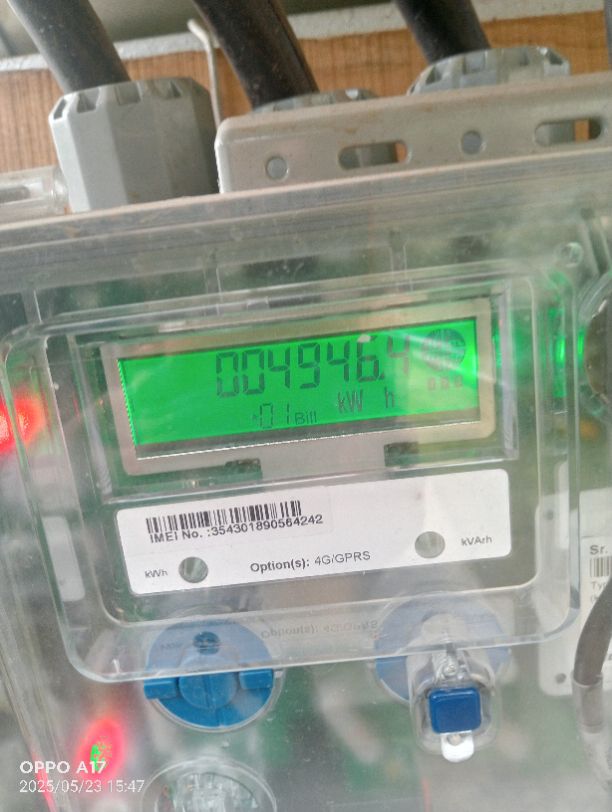 004946.4
kW h
01 Bill
IMEI No. :354301890564242
kWh
Option(s): 4G/GPRS
kVArh
Sr.
OPPO A17
2025/05/23 15:47